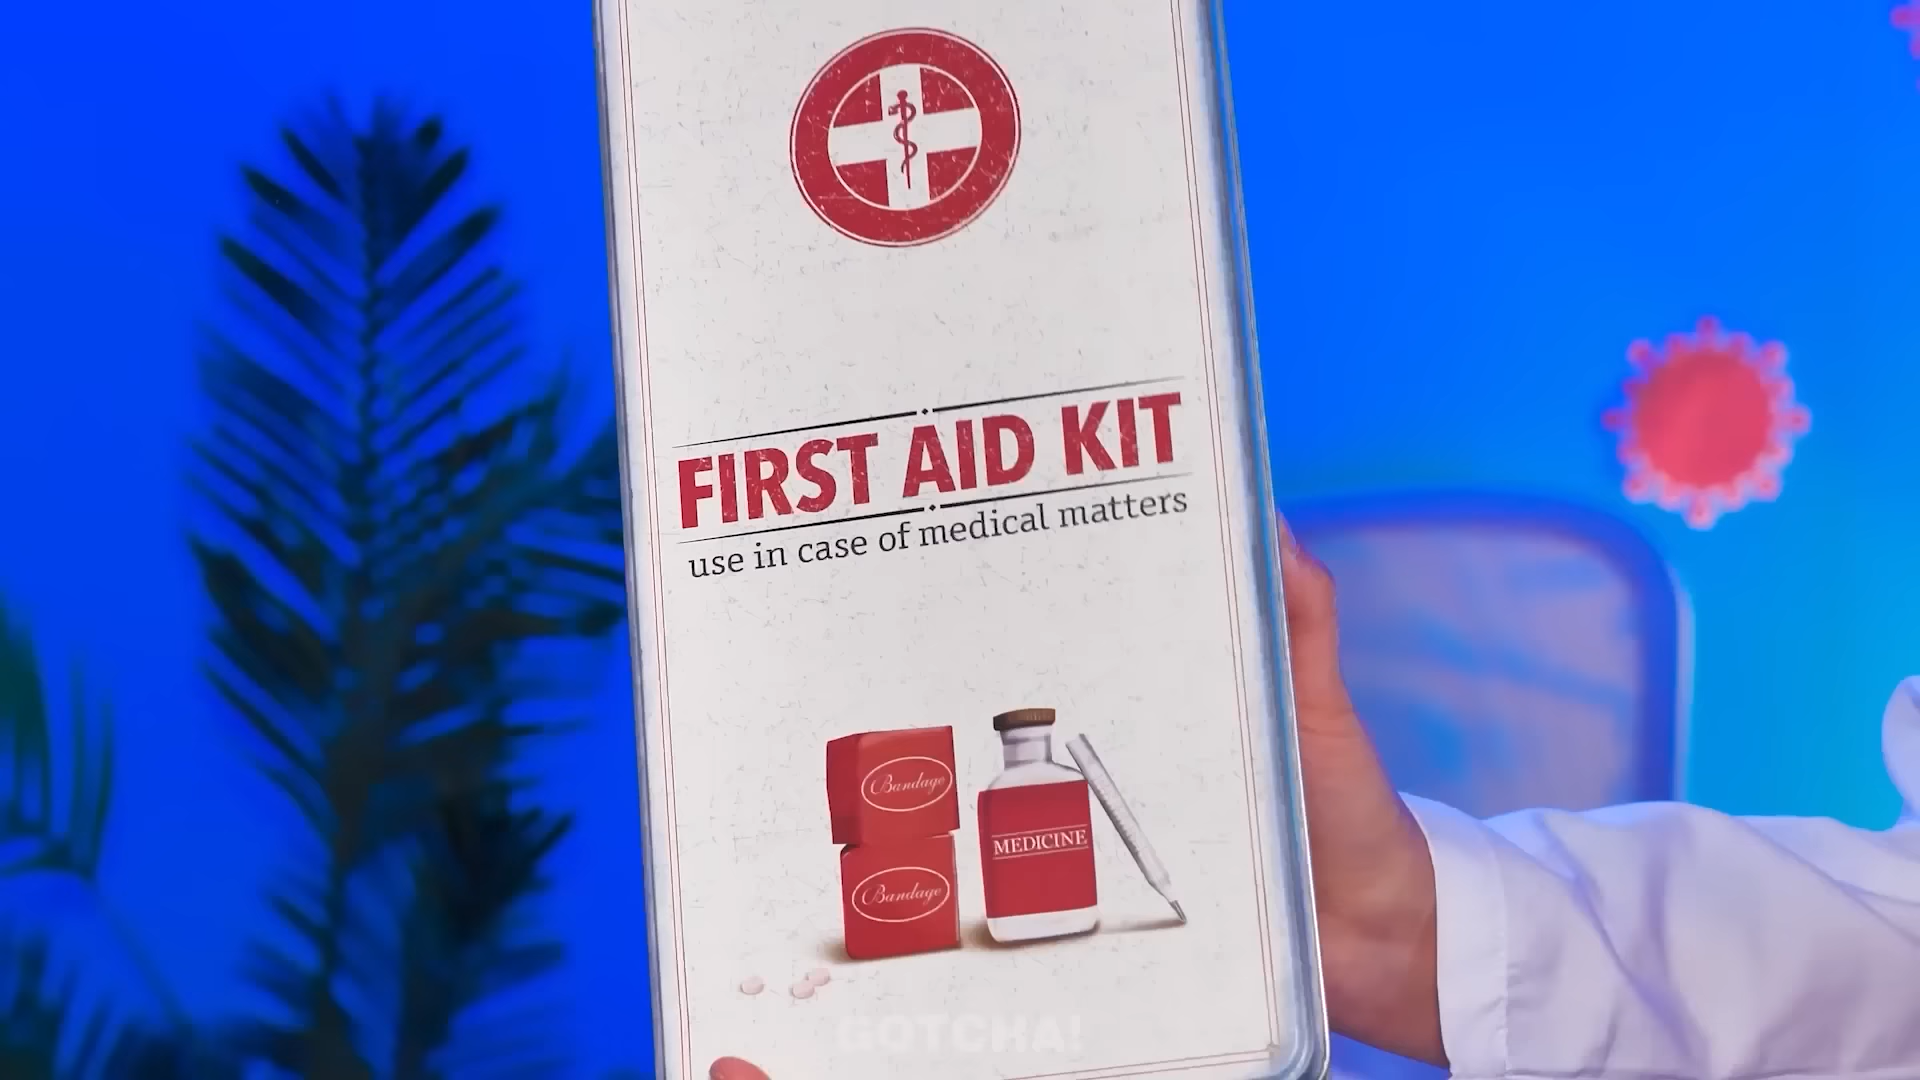 FIRST AID KIT
use in case of medical matters
Bandage
Bandage
MEDICINE
GOTCHA!